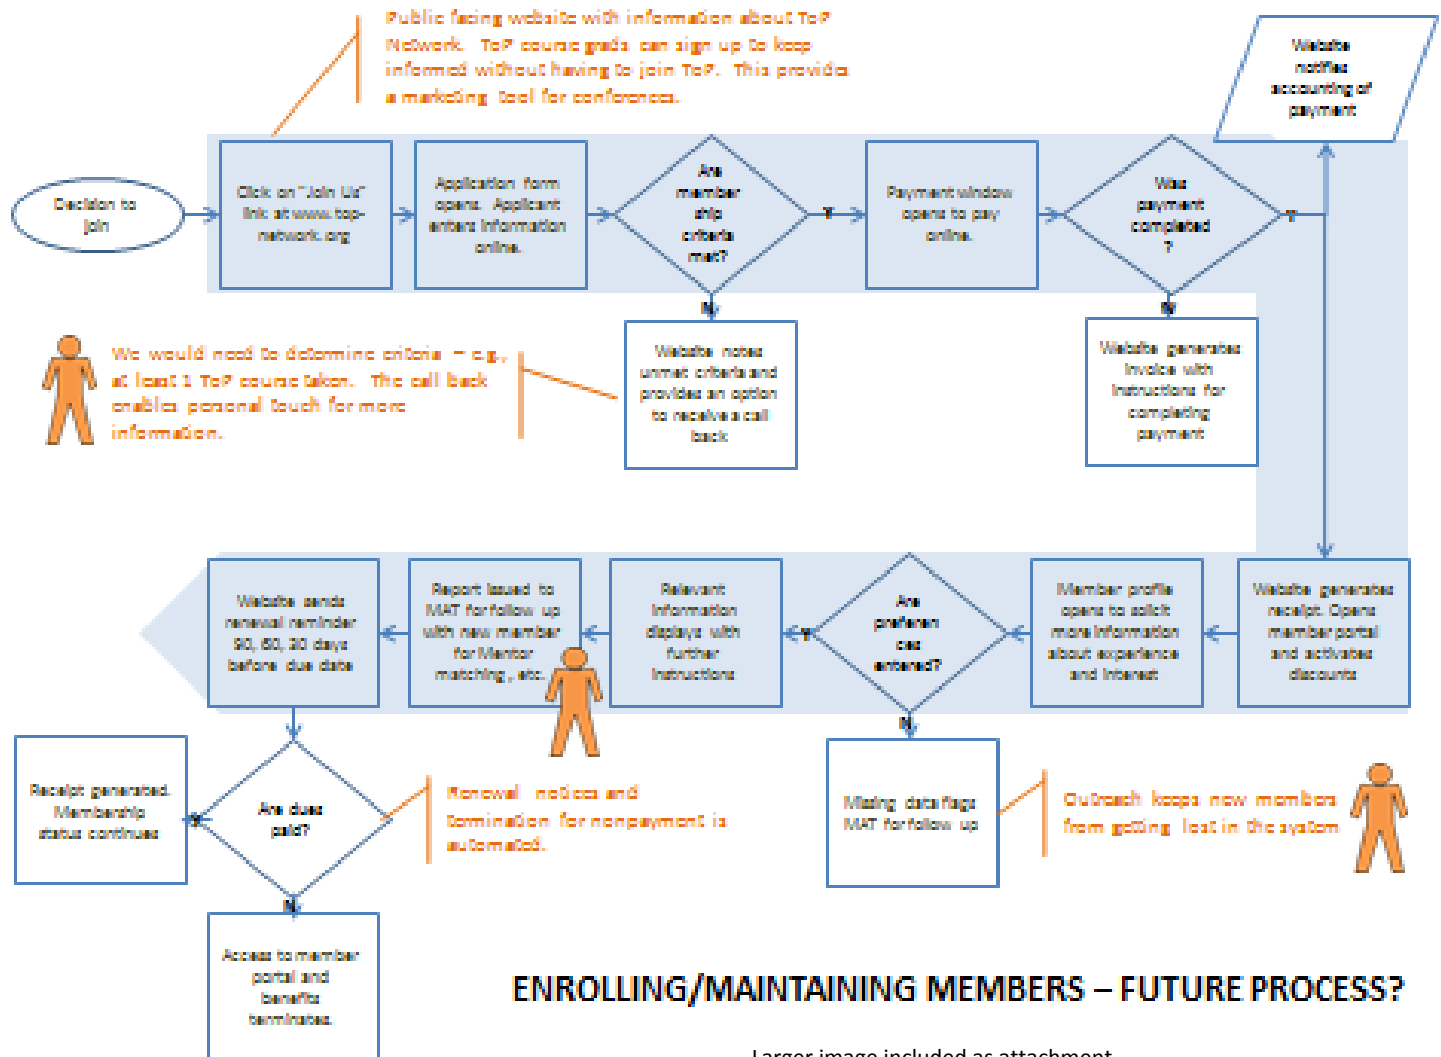 Public facing website with information about ToP
Network. ToP course grads can sign up to keep
informed without having to join ToP. This provides
a marketing tool for conferences.
Website
notifies
accounting of
payment
Decision to
join
Click on "Join Us"
link at www.top-
network.org
Application form
opens. Applicant
enters information
online.
Are
member
ship
criteria
met?
Y
Payment window
opens to pay
online.
Was
payment
completed
?
Y
N
N
We would need to determine criteria – e.g.,
at least 1 ToP course taken. The call back
enables personal touch for more
information.
Website notes
unmet criteria and
provides an option
to receive a call
back
Website generates
invoice with
instructions for
completing
payment
Website sends
renewal reminder
90, 60, 30 days
before due date
Report issued to
MAT for follow up
with new member
for Mentor
matching, etc.
Relevant
information
displays with
further
instructions
Y
Are
preferen
ces
entered?
Member profile
opens to solicit
more information
about experience
and interest
Website generates
receipt. Opens
member portal
and activates
discounts
N
Receipt generated.
Membership
status continues
Y
Are dues
paid?
Renewal notices and
termination for nonpayment is
automated.
Missing data flags
MAT for follow up
Outreach keeps new members
from getting lost in the system
N
Access to member
portal and
benefits
terminates.
ENROLLING/MAINTAINING MEMBERS – FUTURE PROCESS?
Larger image included as attachment